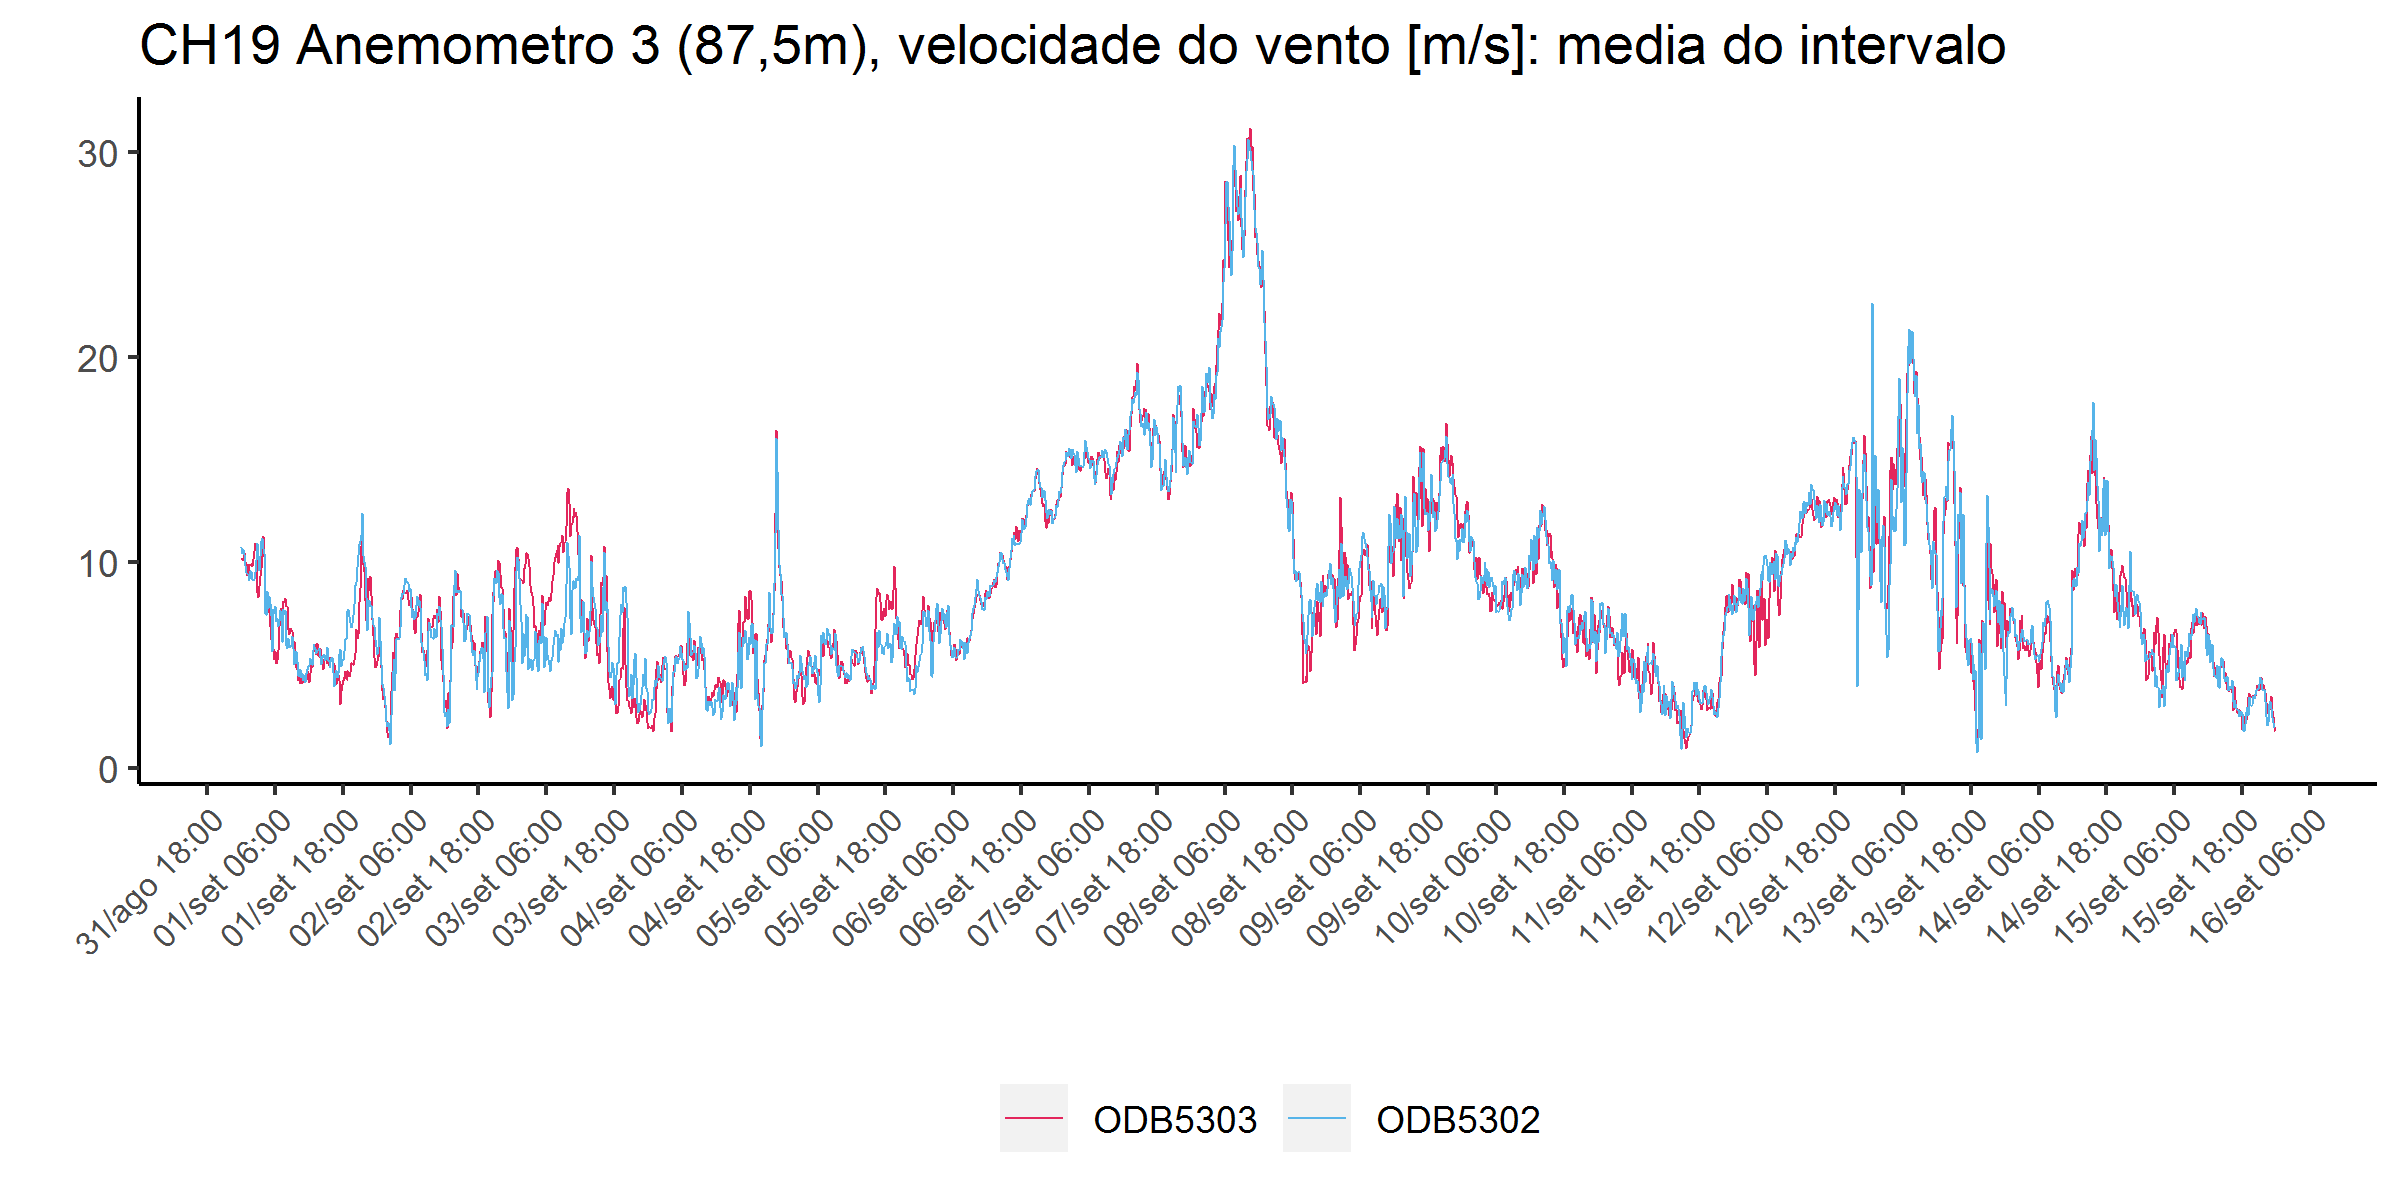 CH19 Anemometro 3 (87,5m), velocidade do vento [m/s]: media do intervalo
30
20
10
0
31/ago 18:00
01/set 06:00
01/set 18:00
02/set 06:00
02/set 18:00
03/set 06:00
03/set 18:00
04/set 06:00
04/set 18:00
05/set 06:00
05/set 18:00
06/set 06:00
06/set 18:00
07/set 06:00
07/set 18:00
08/set 06:00
08/set 18:00
09/set 06:00
09/set 18:00
10/set 06:00
10/set 18:00
11/set 06:00
11/set 18:00
12/set 06:00
12/set 18:00
13/set 06:00
13/set 18:00
14/set 06:00
14/set 18:00
15/set 06:00
15/set 18:00
16/set 06:00
ODB5303
ODB5302